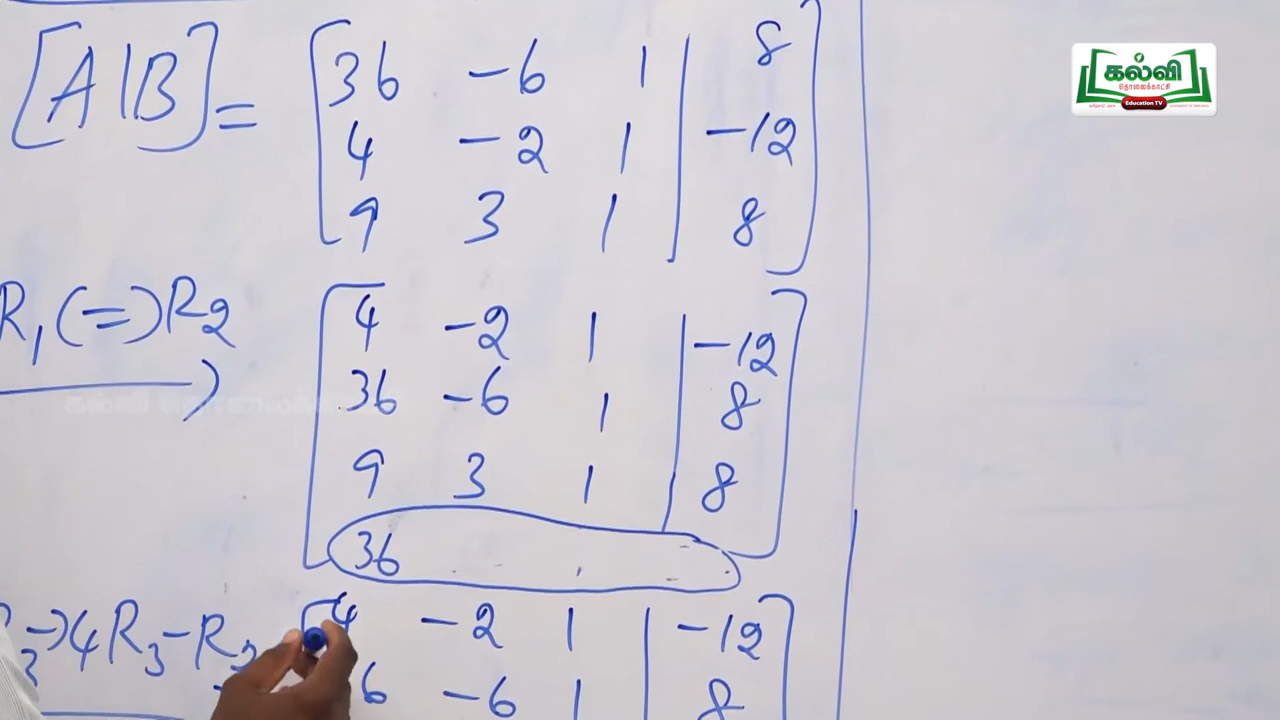 [A|B] = [36 -6 1 | 8
4 -2 1 | -12
9 3 1 | 8]
R1 (=) R2
[4 -2 1 | -12
36 -6 1 | 8
9 3 1 | 8]
36
→ 4R3 - R2
[4 -2 1 | -12
6 -6 1 | 8
கல்வி
தொலைக்காட்சி
Education TV